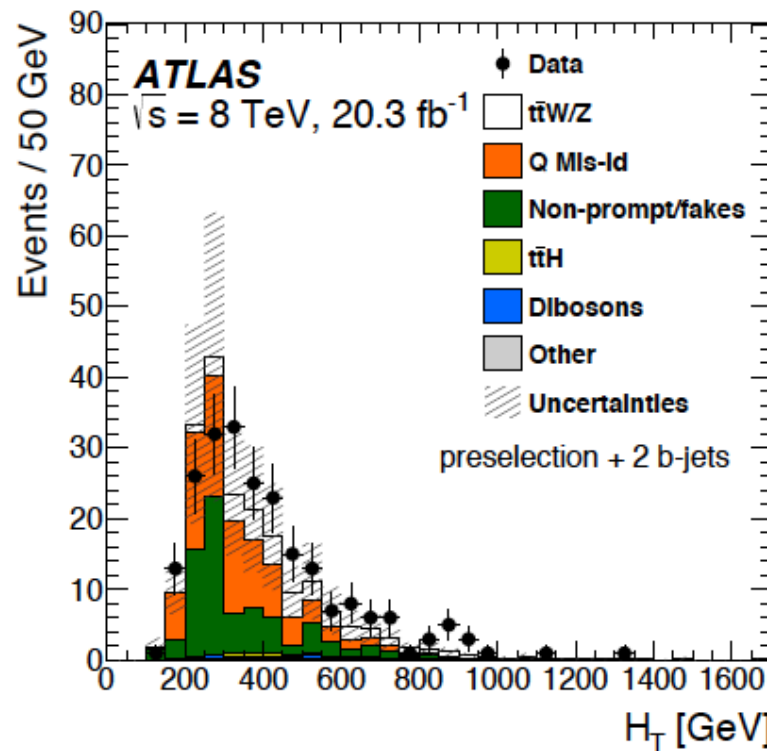 ATLAS
√s = 8 TeV, 20.3 fb⁻¹
Data
tt̄W/Z
Q Mis-id
Non-prompt/fakes
tt̄H
Dibosons
Other
Uncertainties
preselection + 2 b-jets
Events / 50 GeV
90
80
70
60
50
40
30
20
10
0
0 200 400 600 800 1000 1200 1400 1600
H_T [GeV]